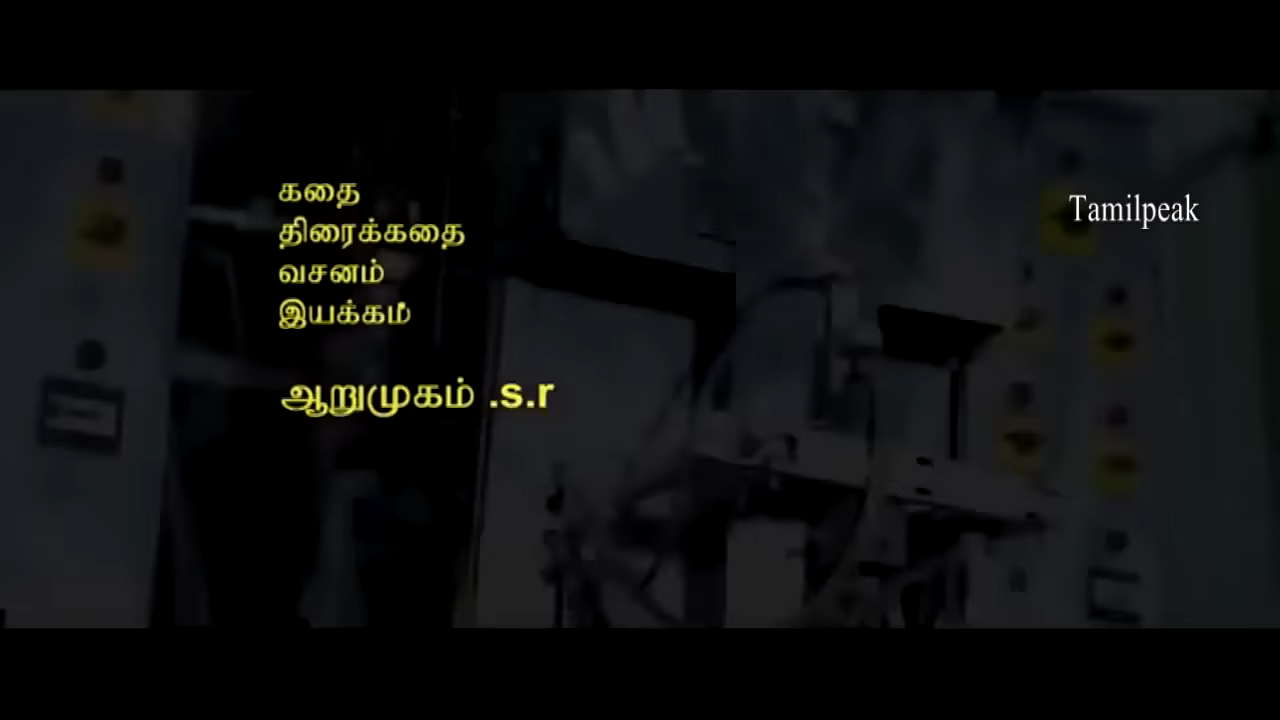 கதை
திரைக்கதை
வசனம்
இயக்கம்
ஆறுமுகம் .s.r
Tamilpeak